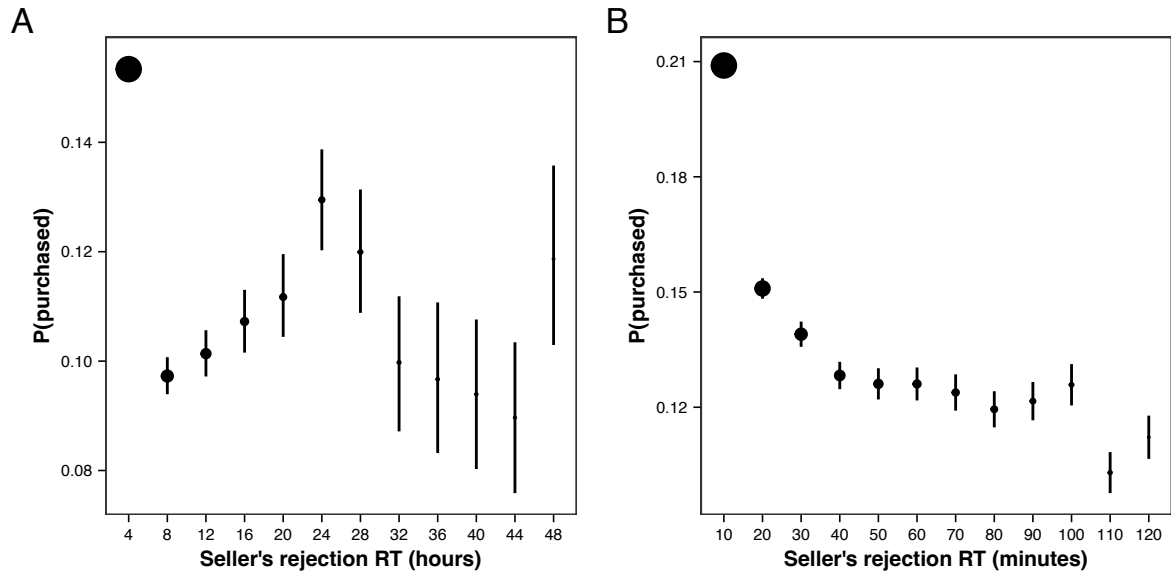 A
P(purchased)
0.14
0.12
0.10
0.08
4 8 12 16 20 24 28 32 36 40 44 48
Seller's rejection RT (hours)
B
P(purchased)
0.21
0.18
0.15
0.12
10 20 30 40 50 60 70 80 90 100 110 120
Seller's rejection RT (minutes)